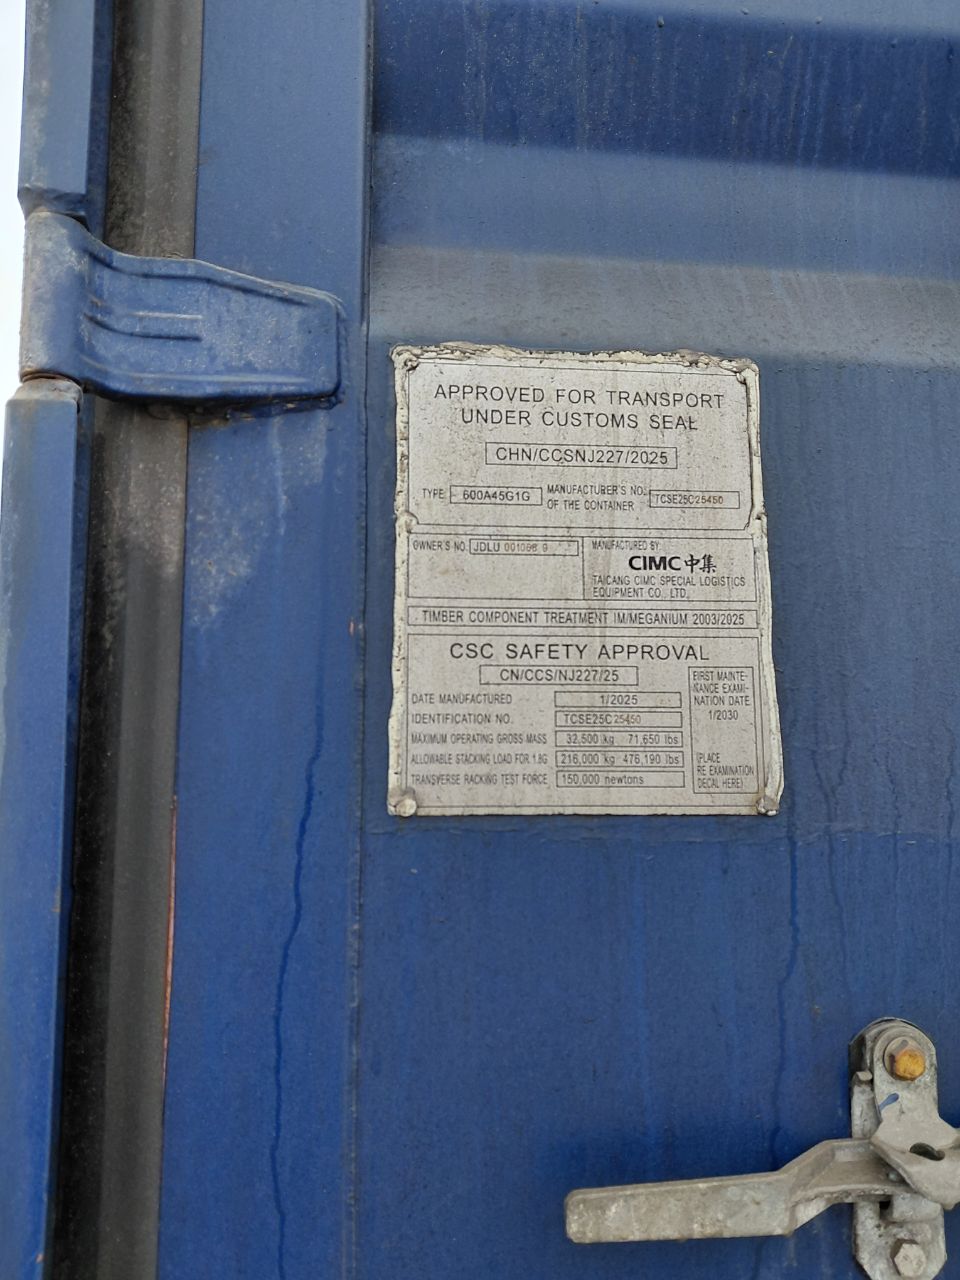 APPROVED FOR TRANSPORT
UNDER CUSTOMS SEAL
CHN/CCSNJ227/2025
TYPE 600A45G1G MANUFACTURER'S NO. OF THE CONTAINER TCSE25C25450
OWNER'S NO. JDLU
MANUFACTURED BY
CIMC中集
TAICANG CIMC SPECIAL LOGISTICS
EQUIPMENT CO., LTD.
TIMBER COMPONENT TREATMENT IM/MEGANIUM 2003/2025
CSC SAFETY APPROVAL
CN/CCS/NJ227/25
DATE MANUFACTURED 1/2025
IDENTIFICATION NO. TCSE25C25450
MAXIMUM OPERATING GROSS MASS 32,500 kg 71,650 lbs
ALLOWABLE STACKING LOAD FOR 1.8G 216,000 kg 476,190 lbs
TRANSVERSE RACKING TEST FORCE 150,000 newtons
FIRST MAINTE-
NANCE EXAMI-
NATION DATE
1/2030
(PLACE
RE EXAMINATION
DECAL HERE)